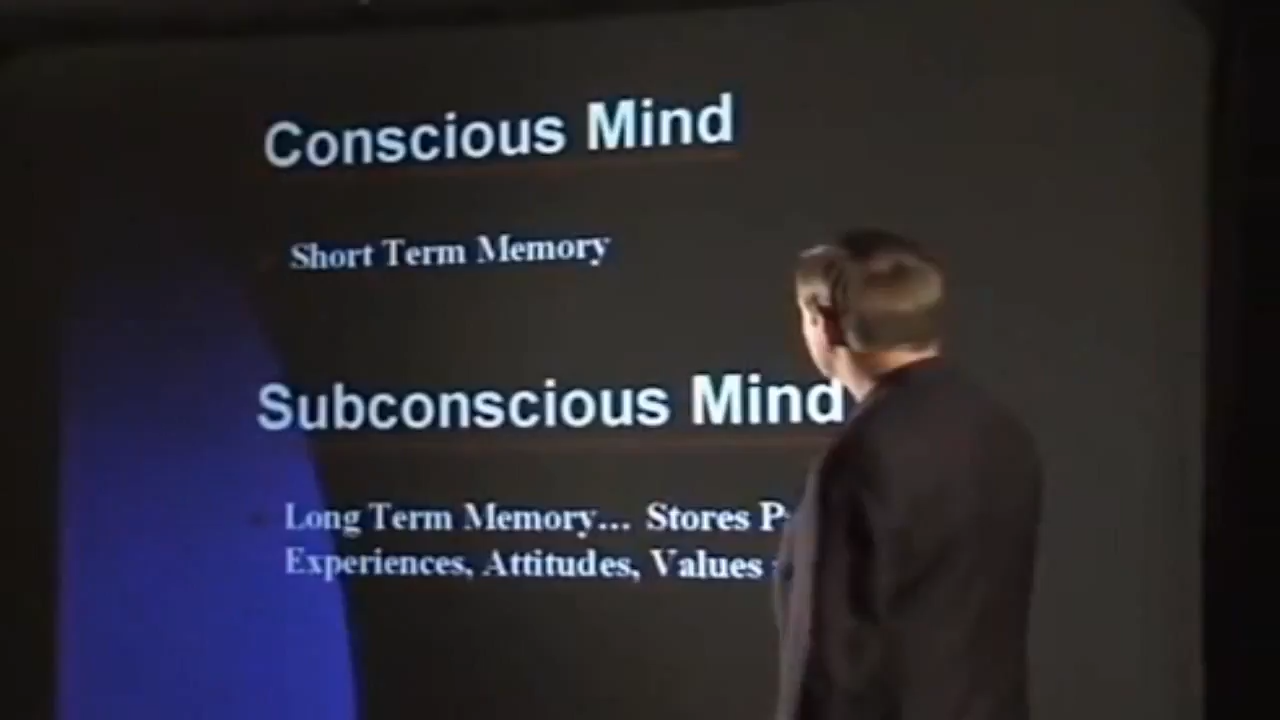 Conscious Mind
Short Term Memory
Subconscious Mind
Long Term Memory... Stores
Experiences, Attitudes, Values